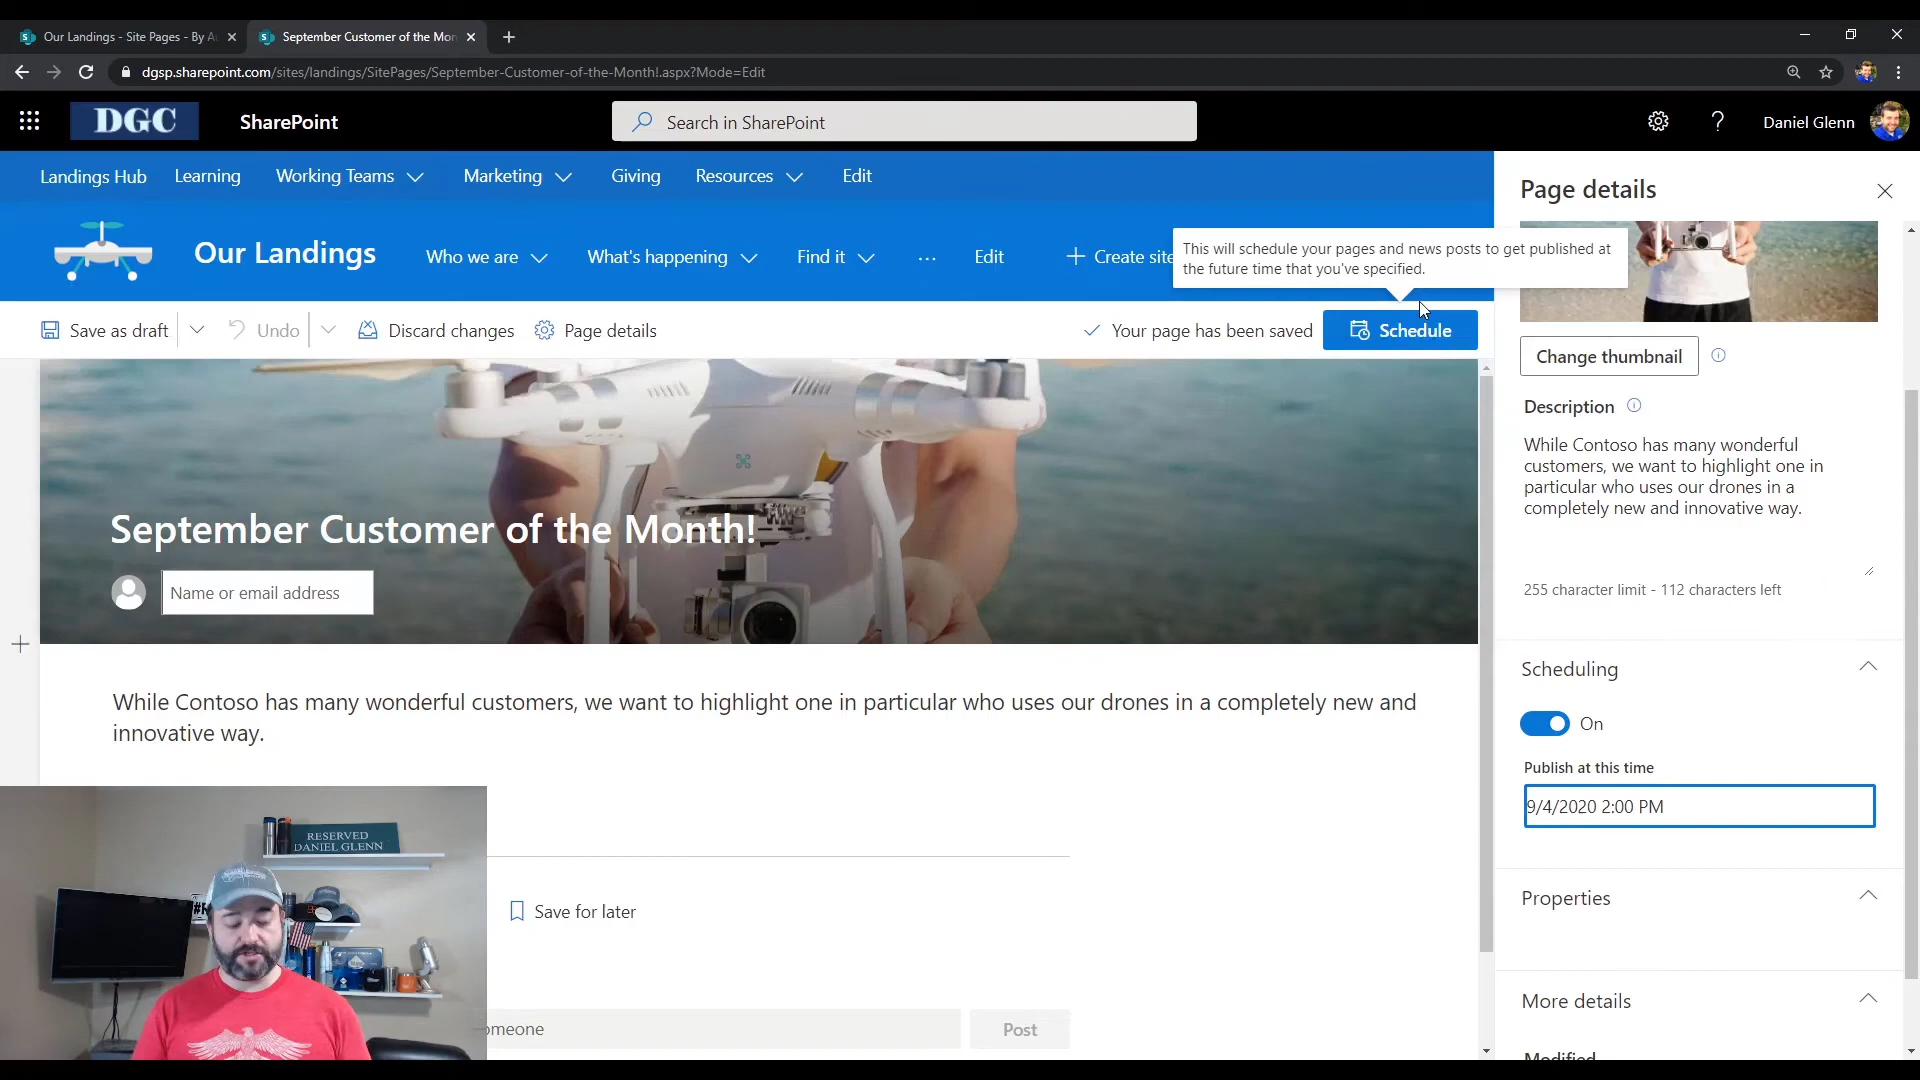 Our Landings - Site Pages - By A
September Customer of the Mon
dgsp.sharepoint.com/sites/landings/SitePages/September-Customer-of-the-Month!.aspx?Mode=Edit
DGC
SharePoint
Search in SharePoint
Daniel Glenn
Landings Hub
Learning
Working Teams
Marketing
Giving
Resources
Edit
Our Landings
Who we are
What's happening
Find it
...
Edit
Create site
This will schedule your pages and news posts to get published at
the future time that you've specified.
Save as draft
Undo
Discard changes
Page details
Your page has been saved
Schedule
September Customer of the Month!
Name or email address
While Contoso has many wonderful customers, we want to highlight one in particular who uses our drones in a completely new and
innovative way.
Save for later
omeone
Post
RESERVED
DANIEL GLENN
Page details
Change thumbnail
Description
While Contoso has many wonderful
customers, we want to highlight one in
particular who uses our drones in a
completely new and innovative way.
255 character limit - 112 characters left
Scheduling
On
Publish at this time
9/4/2020 2:00 PM
Properties
More details
Modified